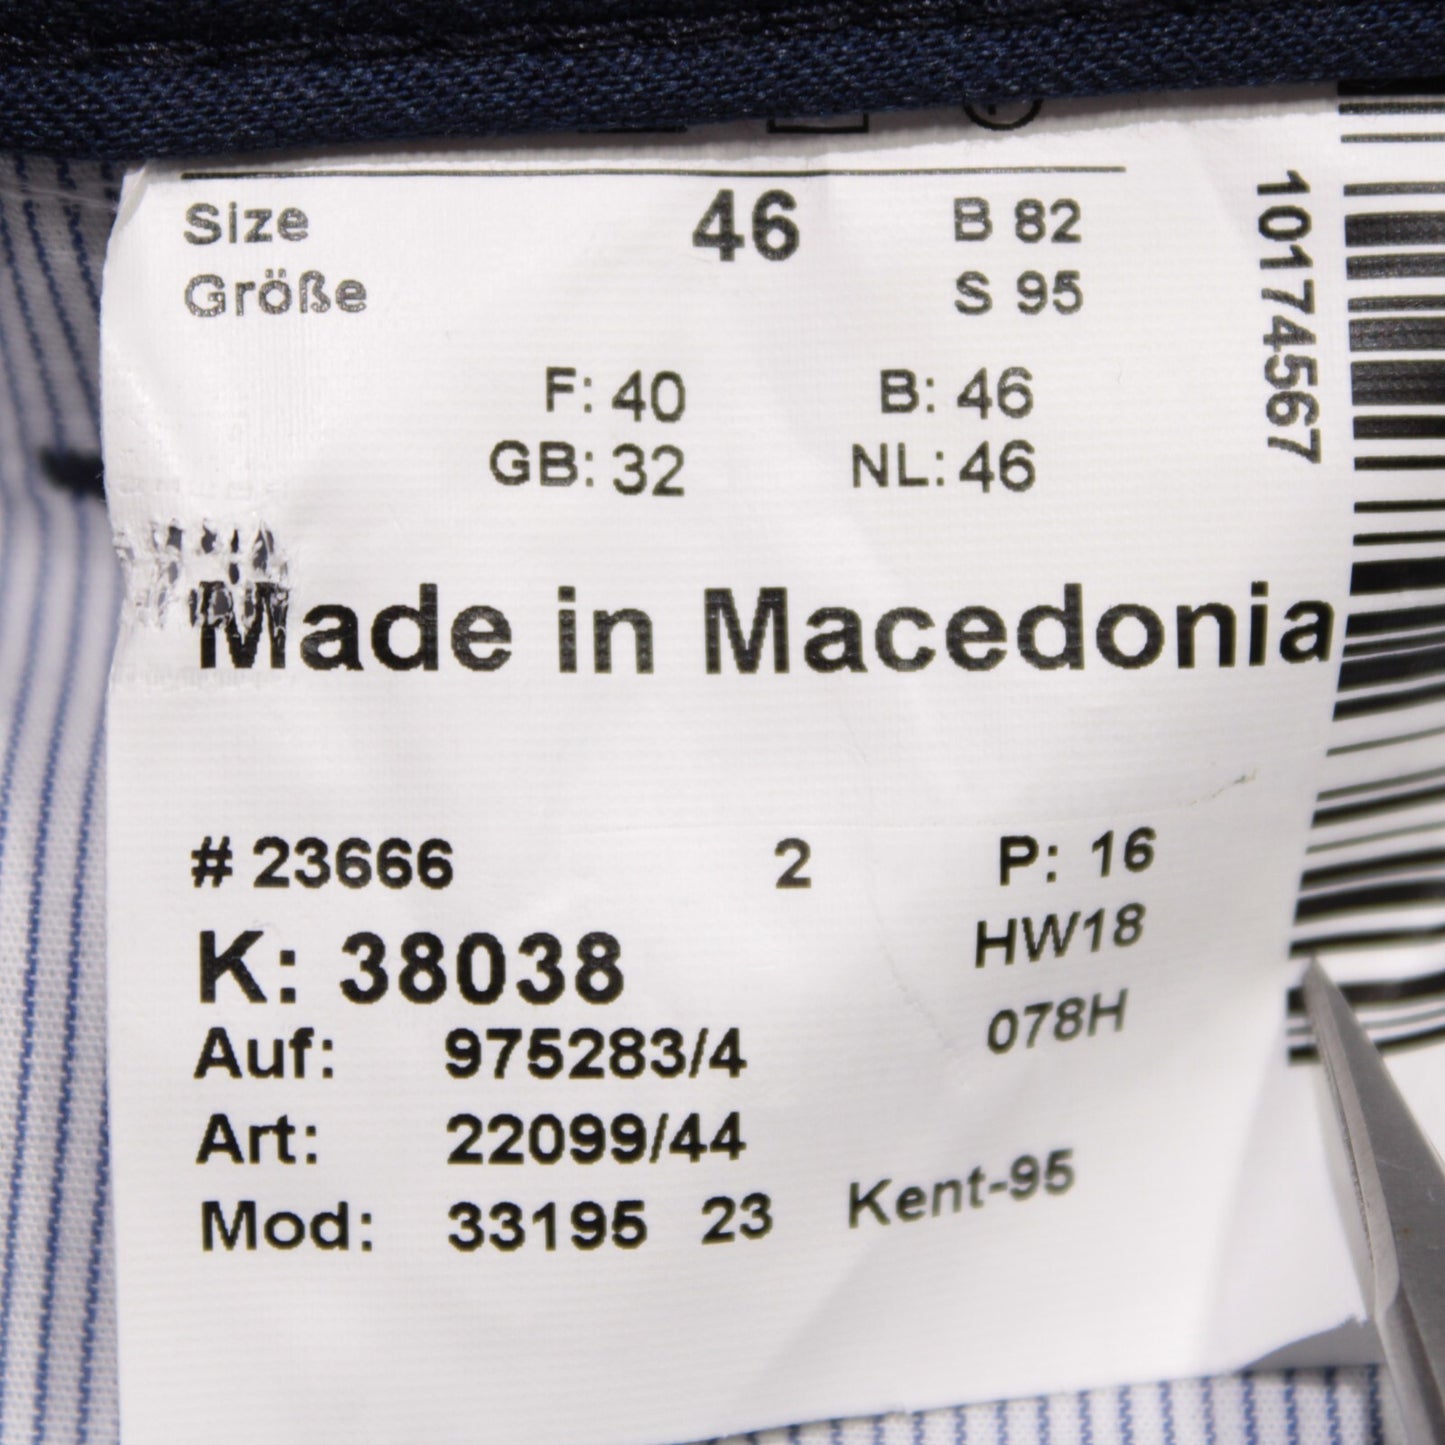 Size 46 B 82
Größe S 95
F: 40 B: 46
GB: 32 NL: 46
Made in Macedonia
# 23666 2 P: 16
K: 38038 HW18
Auf: 975283/4 078H
Art: 22099/44
Mod: 33195 23 Kent-95
10174567